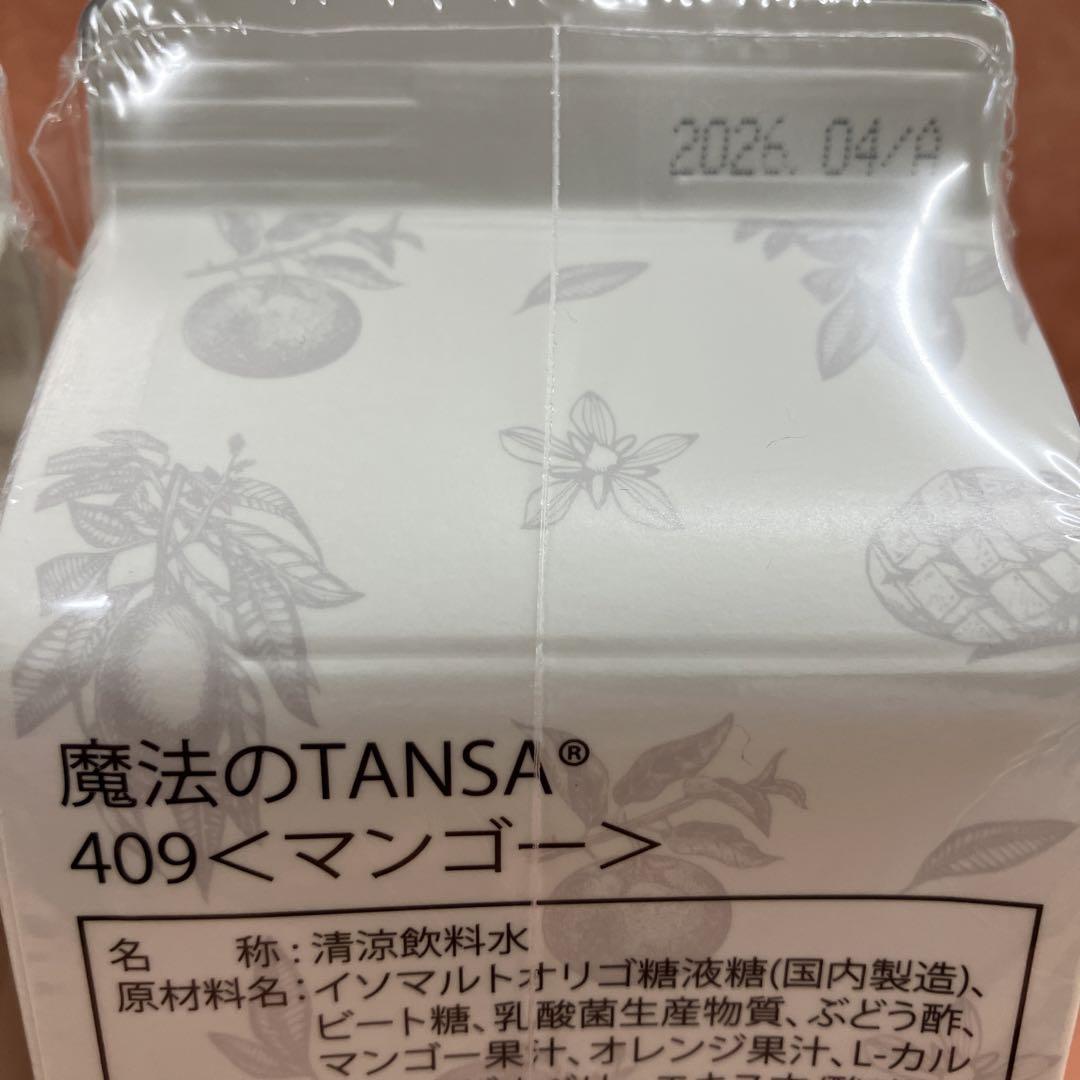 2026. 04/A
魔法のTANSA®
409<マンゴー>
名　　称：清涼飲料水
原材料名：イソマルトオリゴ糖液糖(国内製造)、
ビート糖、乳酸菌生産物質、ぶどう酢、
マンゴー果汁、オレンジ果汁、L-カル